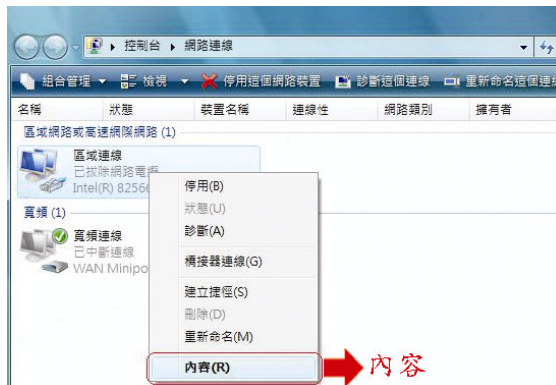 控制台 ▸ 網路連線
組合管理 檢視 停用這個網路裝置 診斷這個連線 重新命名這個連
名稱 狀態 裝置名稱 連線性 網路類別 擁有者
區域網路或高速網際網路 (1)
區域連線
已拔除網路電
Intel(R) 8256
寬頻 (1)
寬頻連線
已中斷連線
WAN Minipo
停用(B)
狀態(U)
診斷(A)
橋接器連線(G)
建立捷徑(S)
刪除(D)
重新命名(M)
內容(R)
內容